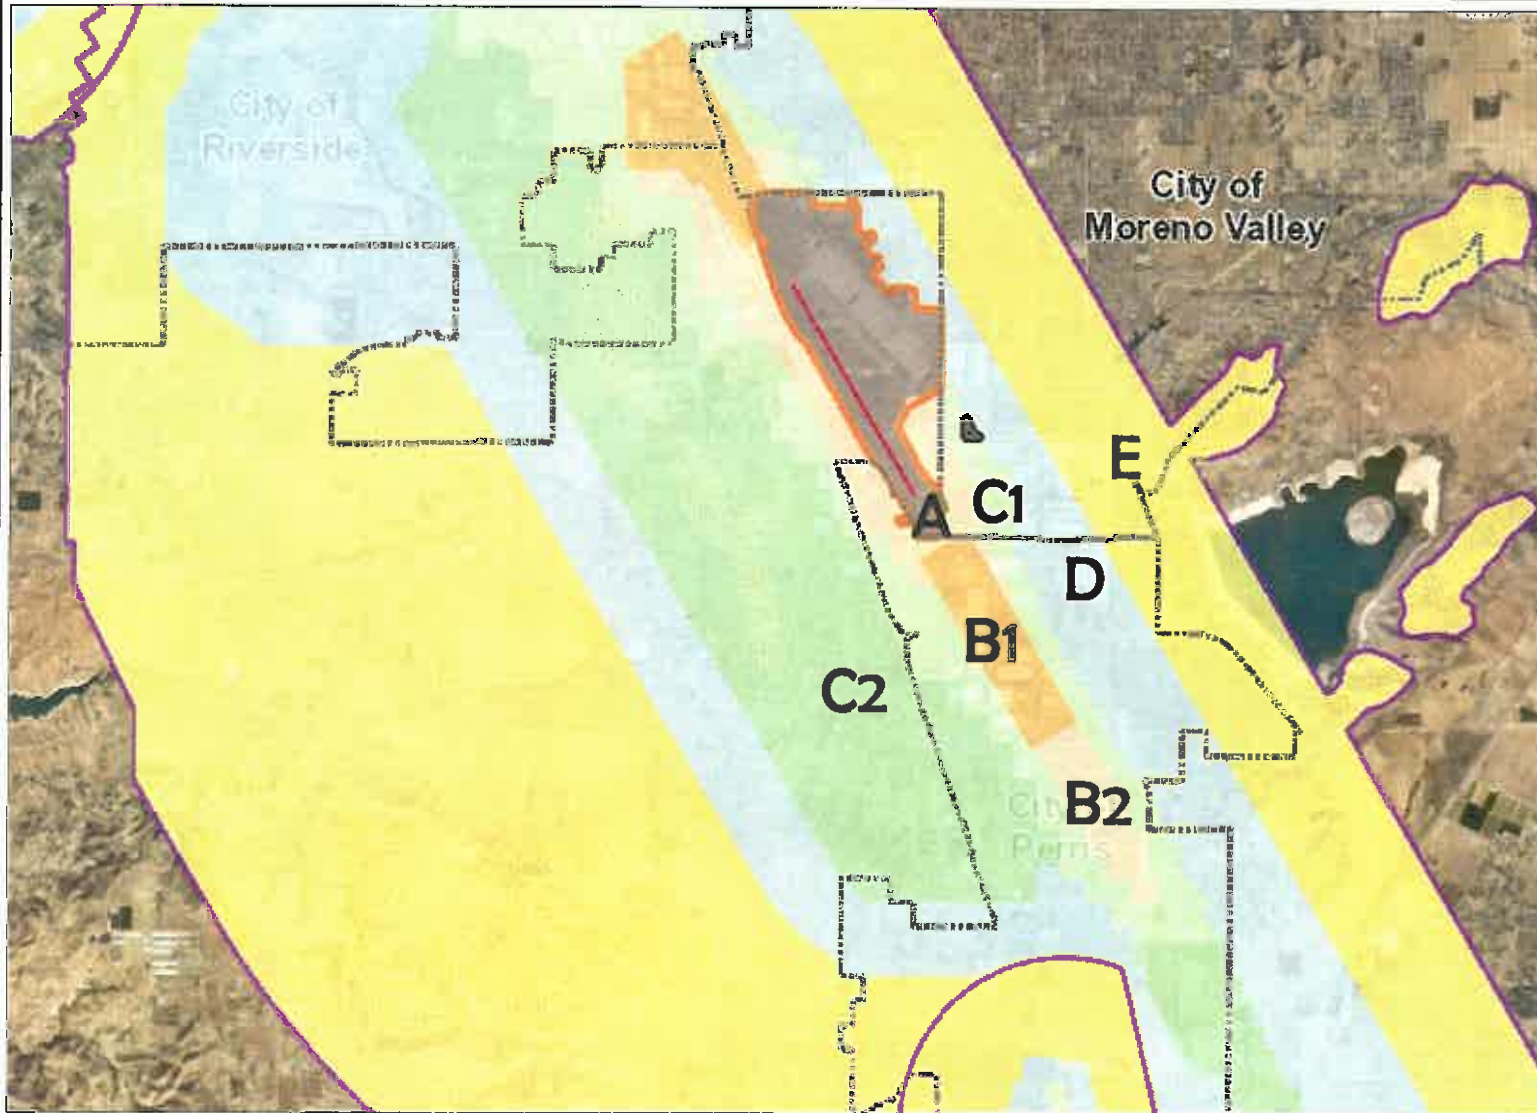 City of
Riverside
City of
Moreno Valley
E
C1
A
D
B1
C2
B2
City of
Perris